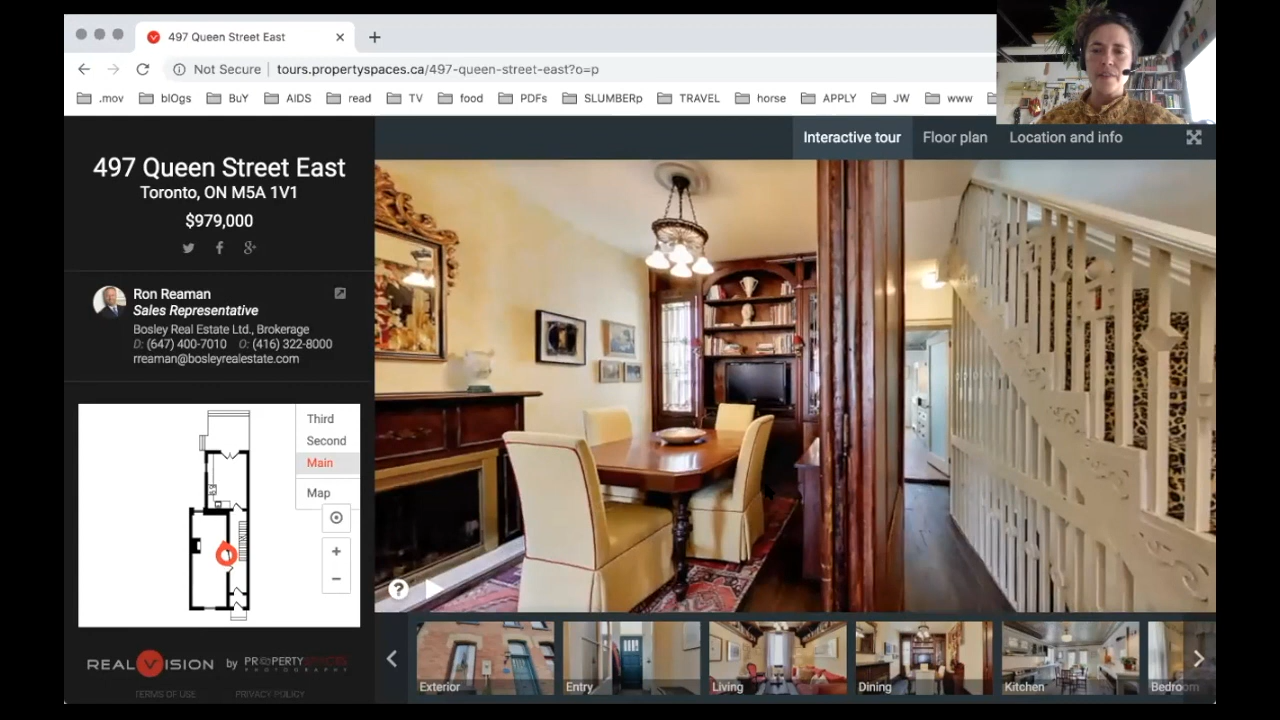 497 Queen Street East
Not Secure tours.propertyspaces.ca/497-queen-street-east?o=p
.mov blOgs BuY AIDS read TV food PDFs SLUMBERp TRAVEL horse APPLY JW www
Interactive tour Floor plan Location and info
497 Queen Street East
Toronto, ON M5A 1V1
$979,000
Ron Reaman
Sales Representative
Bosley Real Estate Ltd., Brokerage
D: (647) 400-7010 O: (416) 322-8000
rreaman@bosleyrealestate.com
Third
Second
Main
Map
?
Exterior Entry Living Dining Kitchen Bedroom
REALVISION by PROPERTYSPACES
PHOTOGRAPHY
TERMS OF USE PRIVACY POLICY